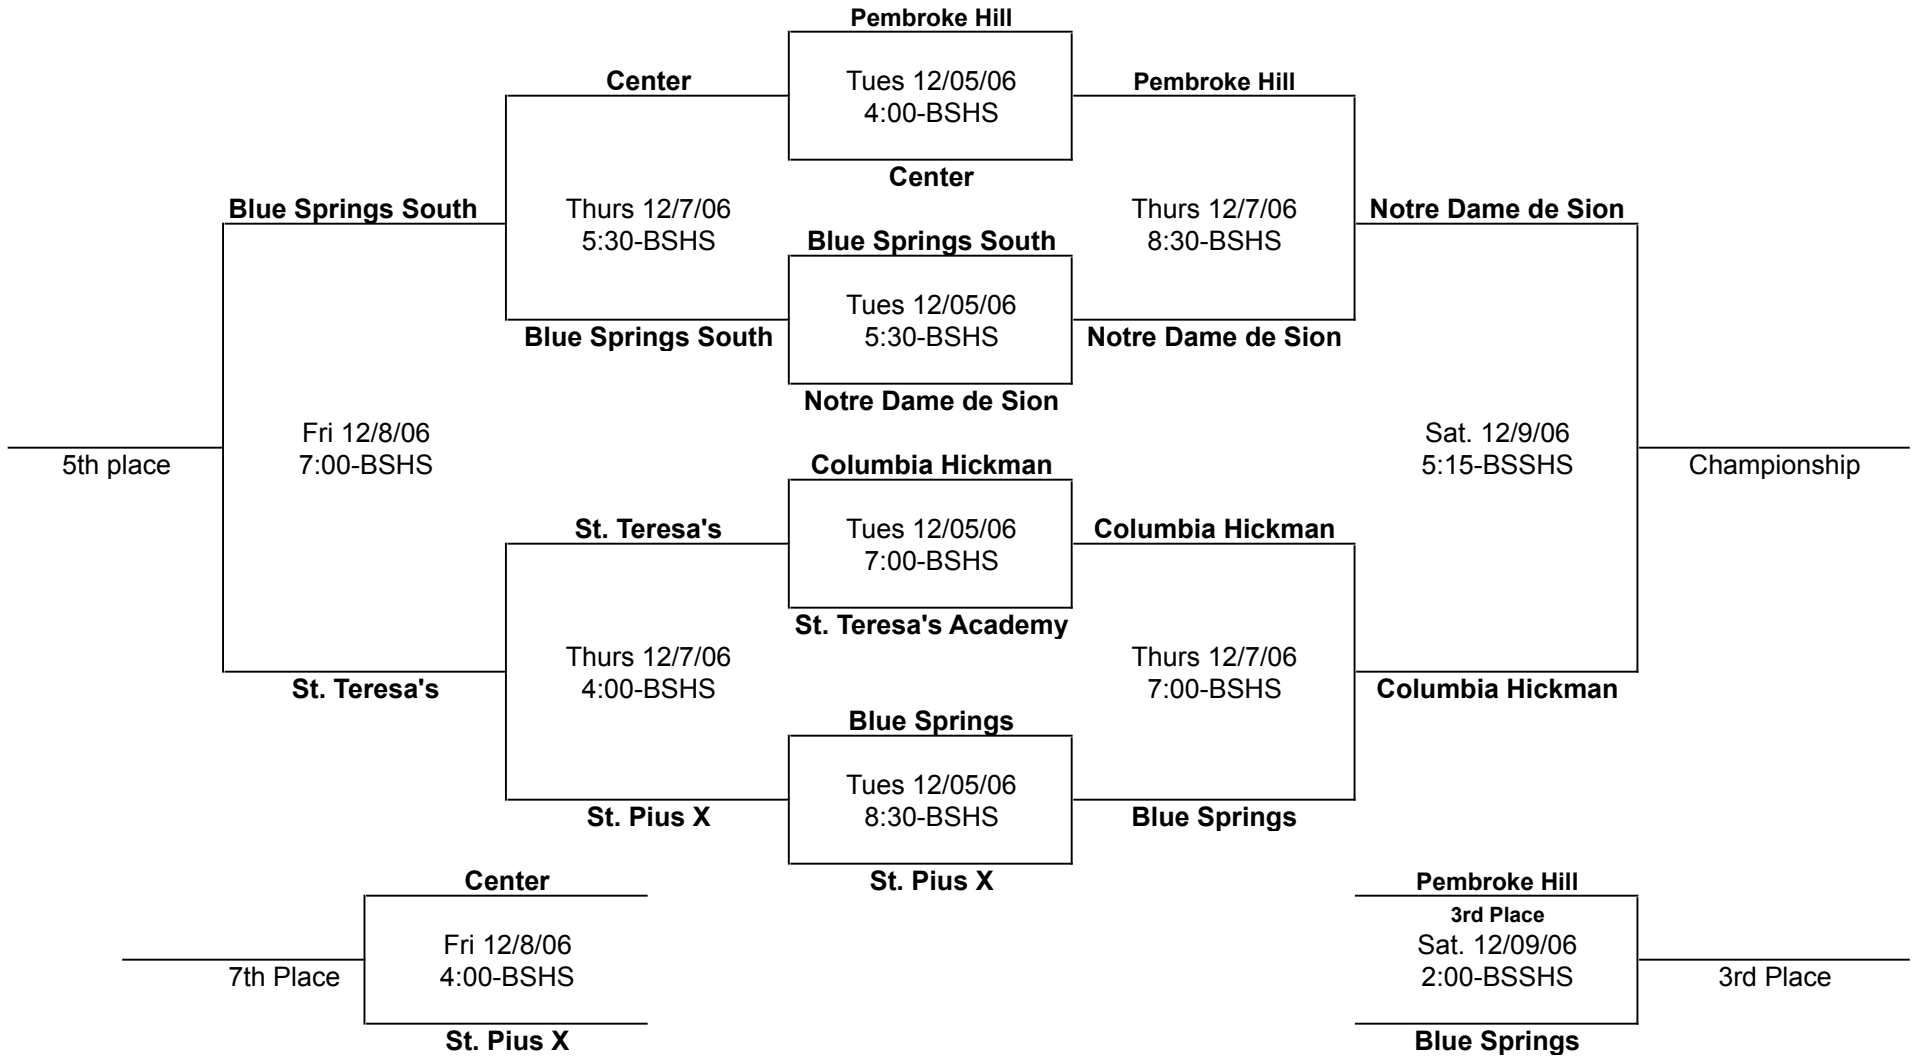 Pembroke Hill
Center
Tues 12/05/06
Pembroke Hill
4:00-BSHS
Center
Blue Springs South
Thurs 12/7/06
Thurs 12/7/06
Notre Dame de Sion
5:30-BSHS
Blue Springs South
8:30-BSHS
Tues 12/05/06
Blue Springs South
5:30-BSHS
Notre Dame de Sion
Notre Dame de Sion
Fri 12/8/06
Sat. 12/9/06
5th place
7:00-BSHS
Columbia Hickman
5:15-BSSHS
Championship
St. Teresa's
Tues 12/05/06
Columbia Hickman
7:00-BSHS
St. Teresa's Academy
Thurs 12/7/06
Thurs 12/7/06
St. Teresa's
4:00-BSHS
7:00-BSHS
Columbia Hickman
Blue Springs
Tues 12/05/06
St. Pius X
8:30-BSHS
Blue Springs
Center
St. Pius X
Pembroke Hill
3rd Place
Fri 12/8/06
Sat. 12/09/06
7th Place
4:00-BSHS
2:00-BSSHS
3rd Place
St. Pius X
Blue Springs